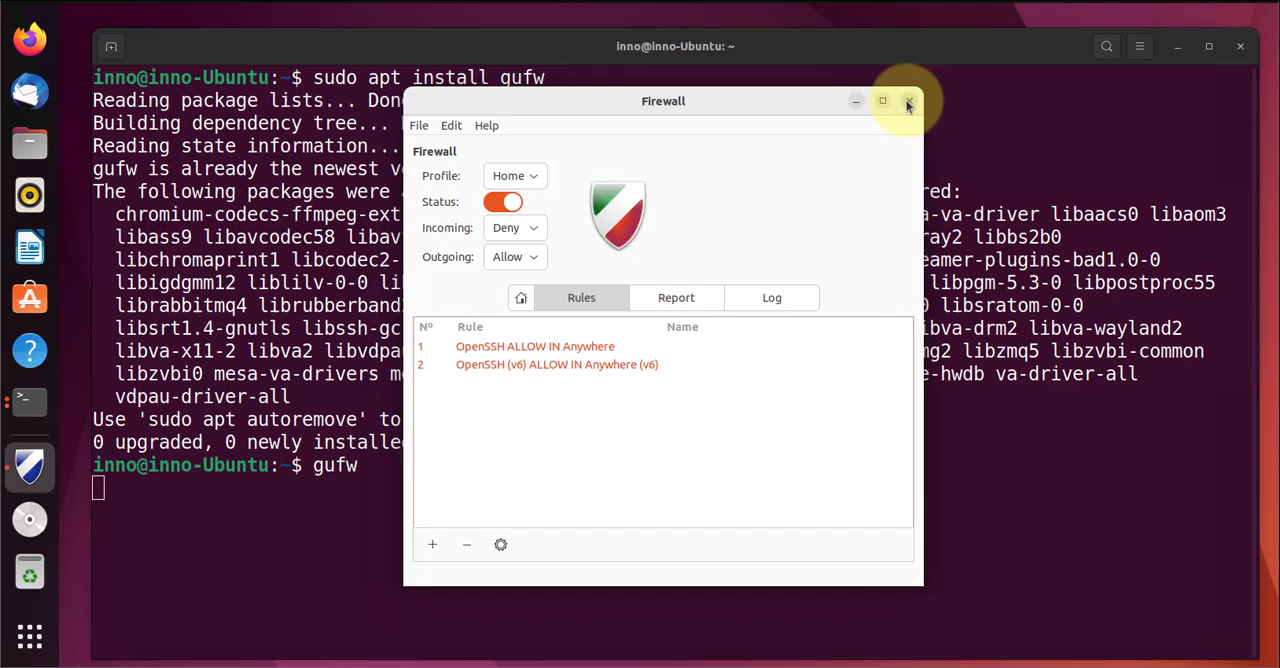 inno@inno-Ubuntu: ~
inno@inno-Ubuntu:~$ sudo apt install gufw
Reading package lists... Don
Building dependency tree...
Reading state information...
gufw is already the newest ve
The following packages were a
red:
chromium-codecs-ffmpeg-ext
a-va-driver libaacs0 libaom3
libass9 libavcodec58 libav
ray2 libbs2b0
libchromaprint1 libcodec2-
eamer-plugins-bad1.0-0
libigdgmm12 liblilv-0-0 li
libpgm-5.3-0 libpostproc55
librabbitmq4 librubberband2
0 libsratom-0-0
libsrt1.4-gnutls libssh-gc
ibva-drm2 libva-wayland2
libva-x11-2 libva2 libvdpa
mg2 libzmq5 libzvbi-common
libzvbi0 mesa-va-drivers m
e-hwdb va-driver-all
vdpau-driver-all
Use 'sudo apt autoremove' to
0 upgraded, 0 newly installe
inno@inno-Ubuntu:~$ gufw
Firewall
File Edit Help
Firewall
Profile: Home
Status:
Incoming: Deny
Outgoing: Allow
Rules Report Log
Nº Rule Name
1 OpenSSH ALLOW IN Anywhere
2 OpenSSH (v6) ALLOW IN Anywhere (v6)